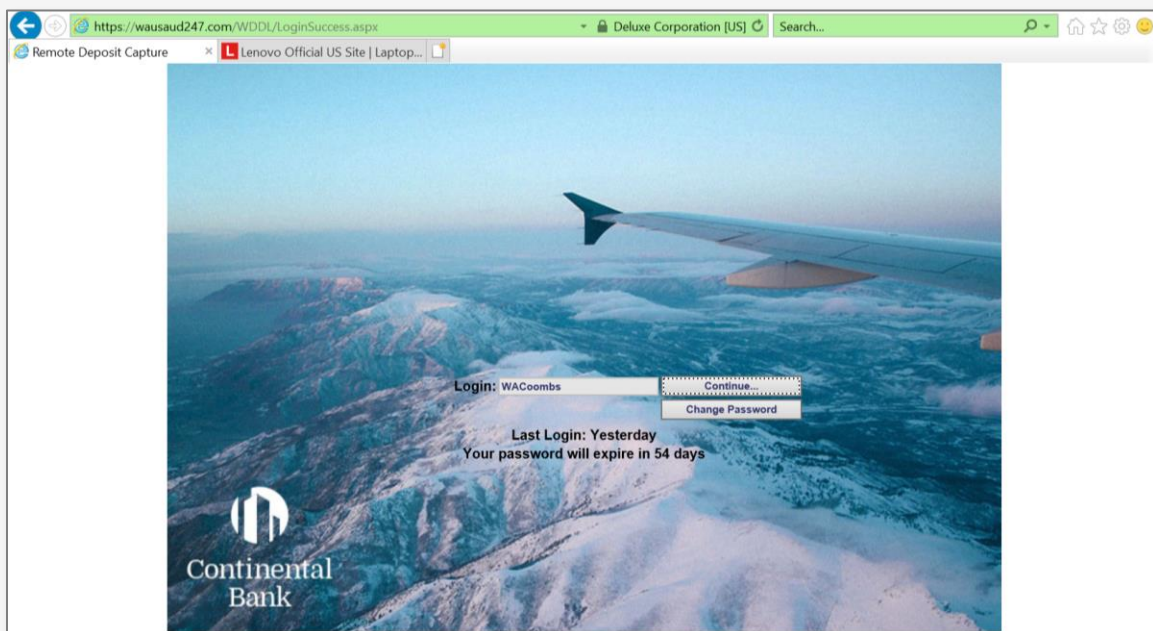 https://wausaud247.com/WDDL/LoginSuccess.aspx Deluxe Corporation [US] Search...
Remote Deposit Capture Lenovo Official US Site | Laptop...
Login: WACoombs Continue...
Change Password
Last Login: Yesterday
Your password will expire in 54 days
Continental
Bank